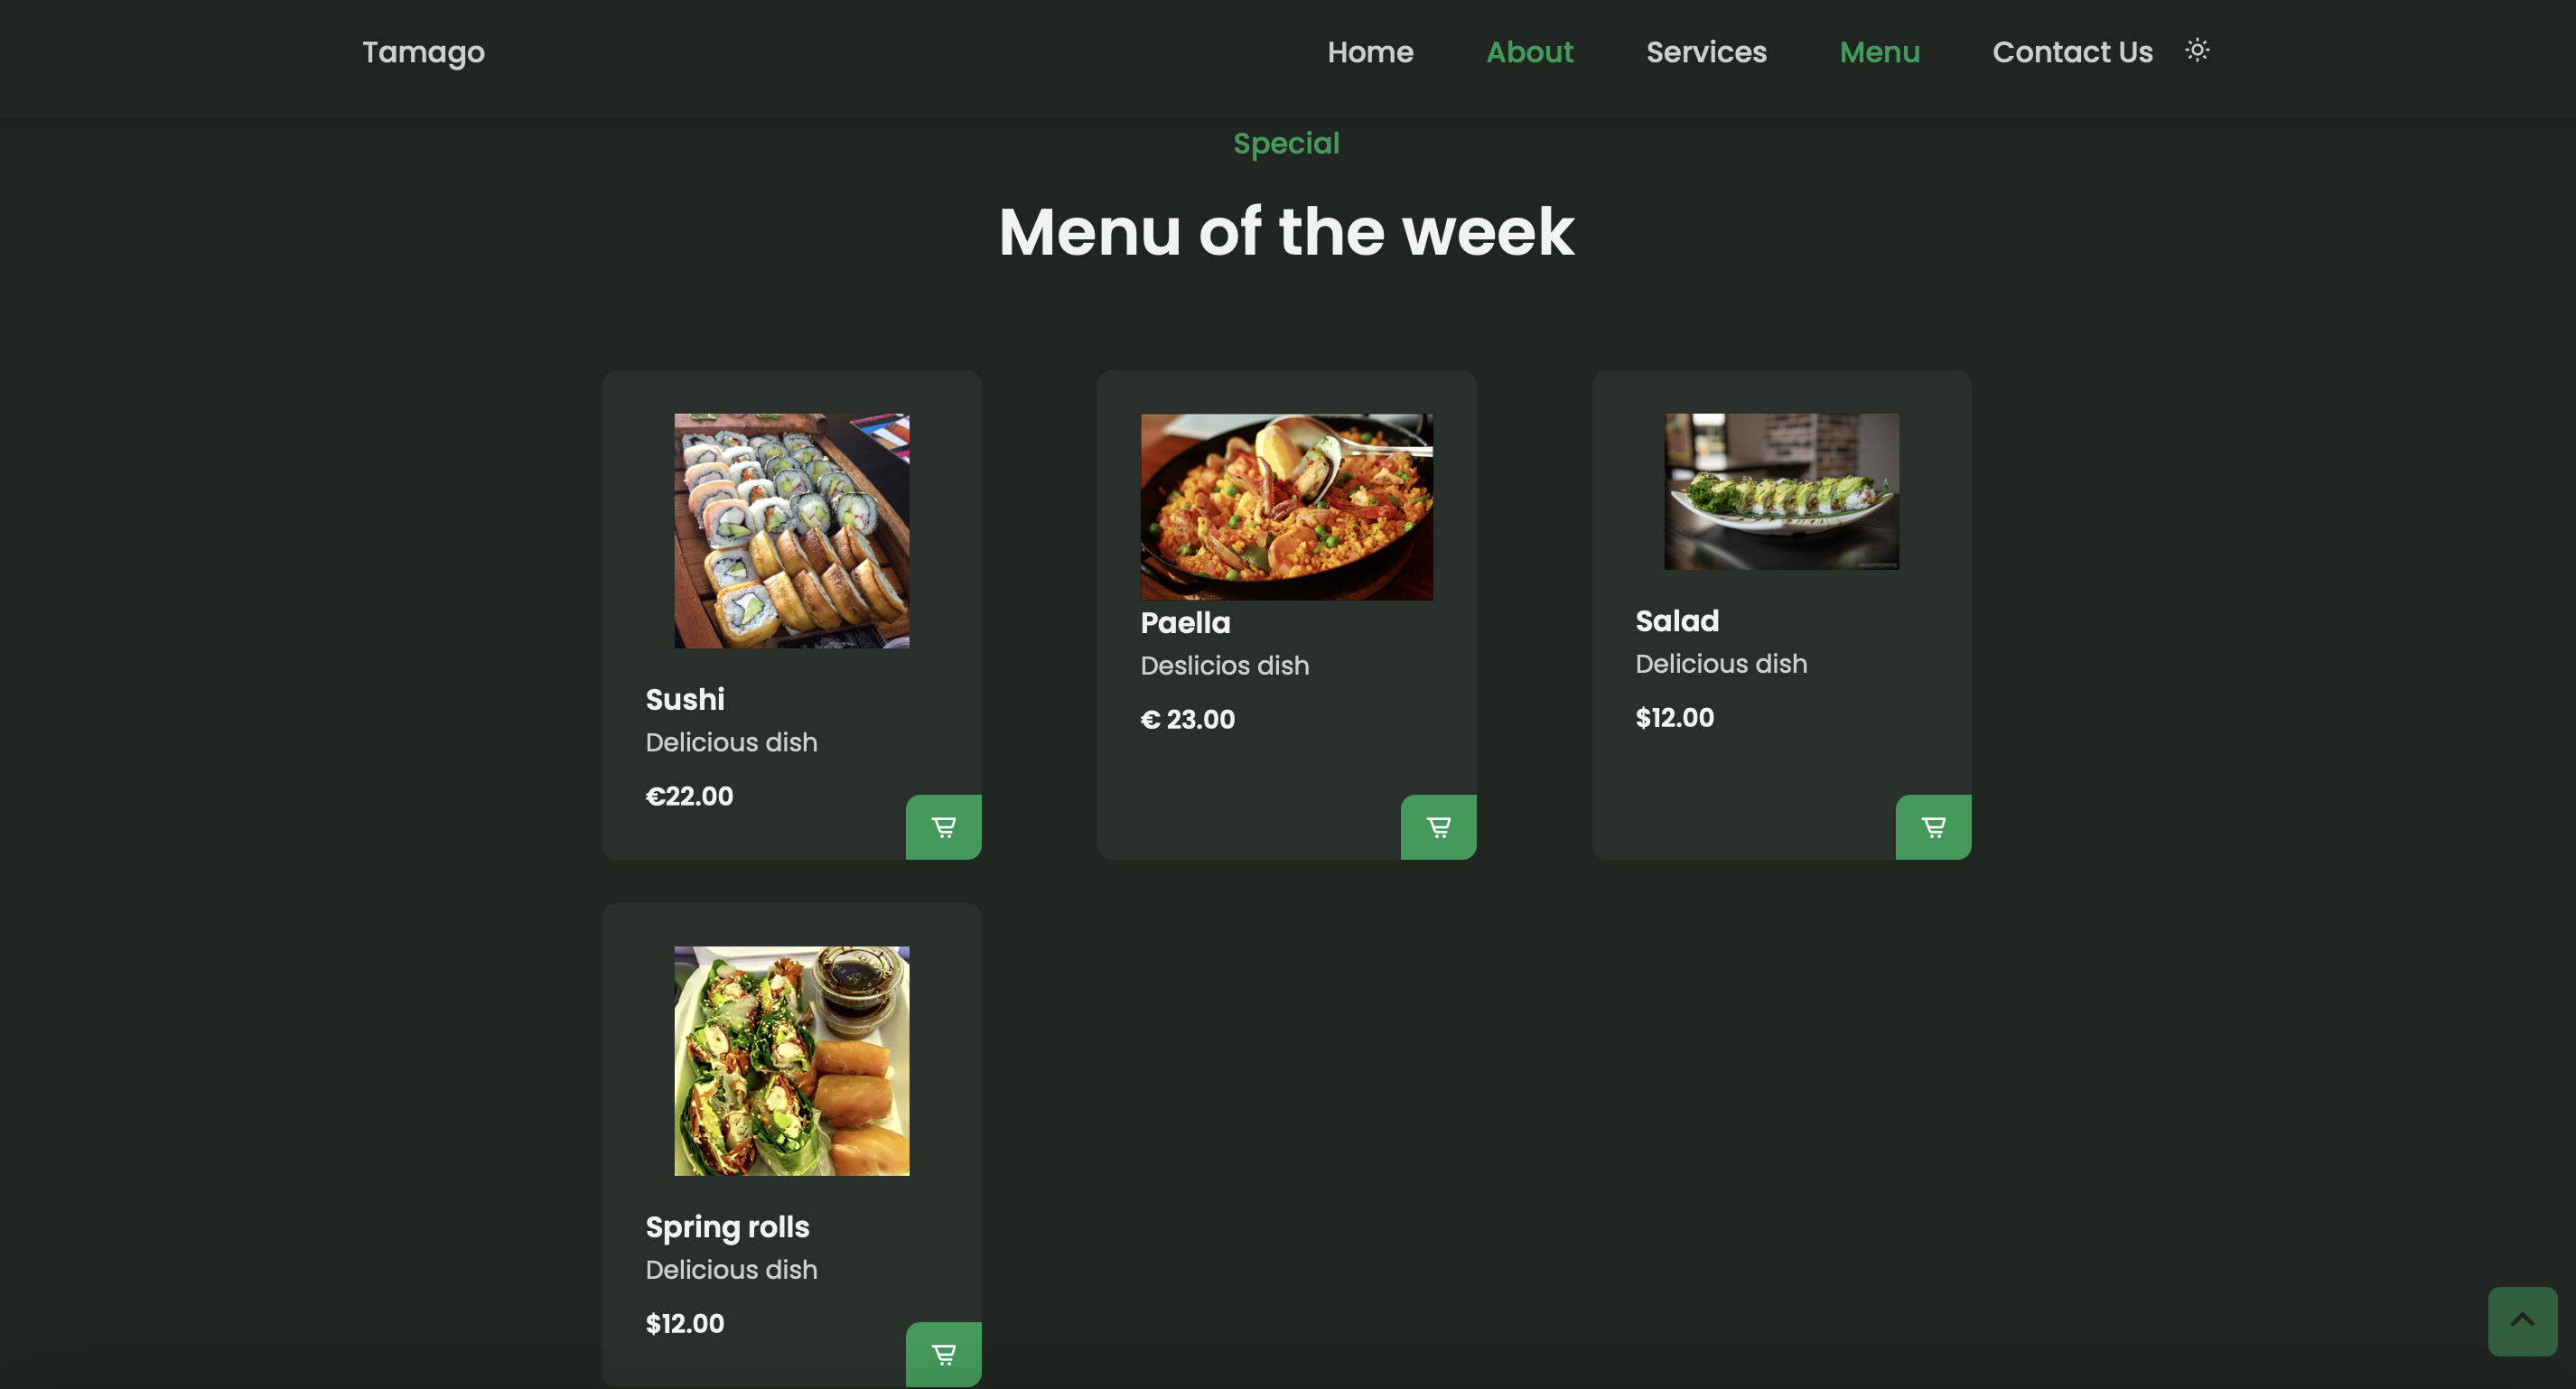 Tamago
Home About Services Menu Contact Us
Special
Menu of the week
Sushi
Delicious dish
€22.00
Paella
Deslicios dish
€ 23.00
Salad
Delicious dish
$12.00
Spring rolls
Delicious dish
$12.00